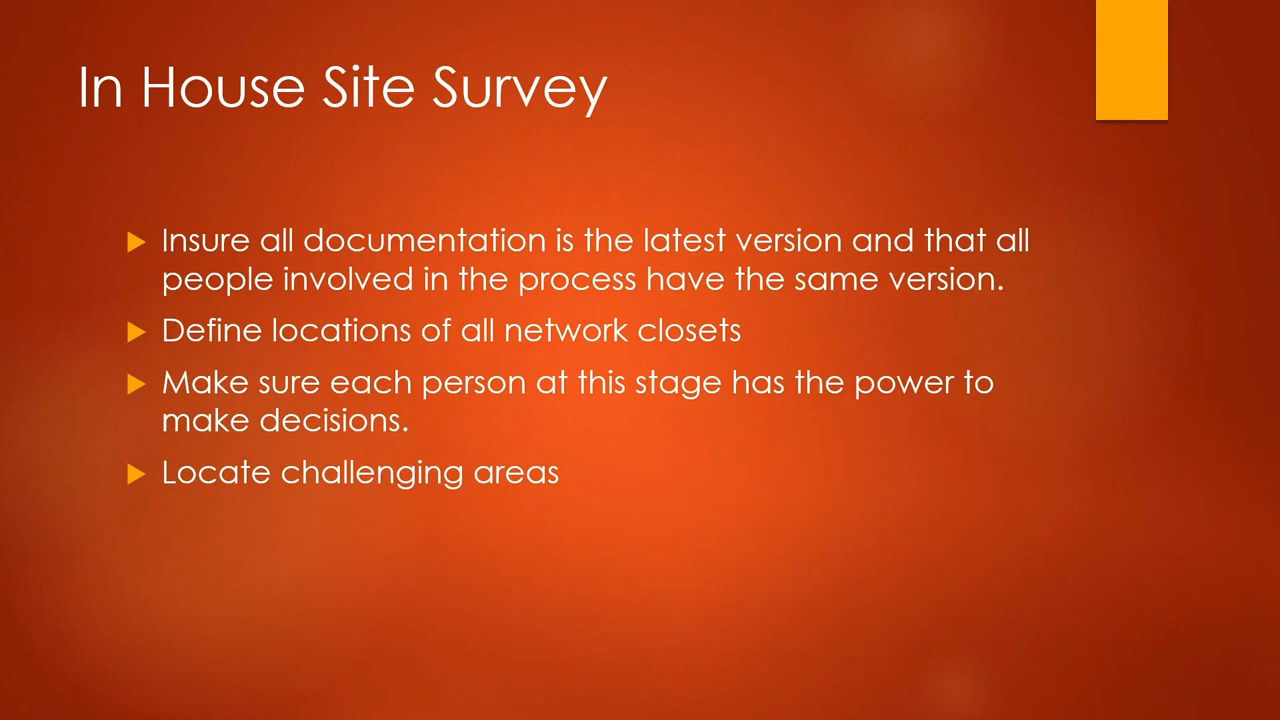 In House Site Survey
Insure all documentation is the latest version and that all
people involved in the process have the same version.
Define locations of all network closets
Make sure each person at this stage has the power to
make decisions.
Locate challenging areas